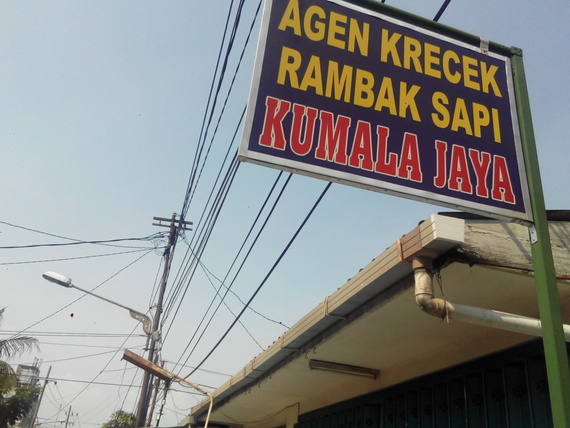 AGEN KRECEK
RAMBAK SAPI
KUMALA JAYA